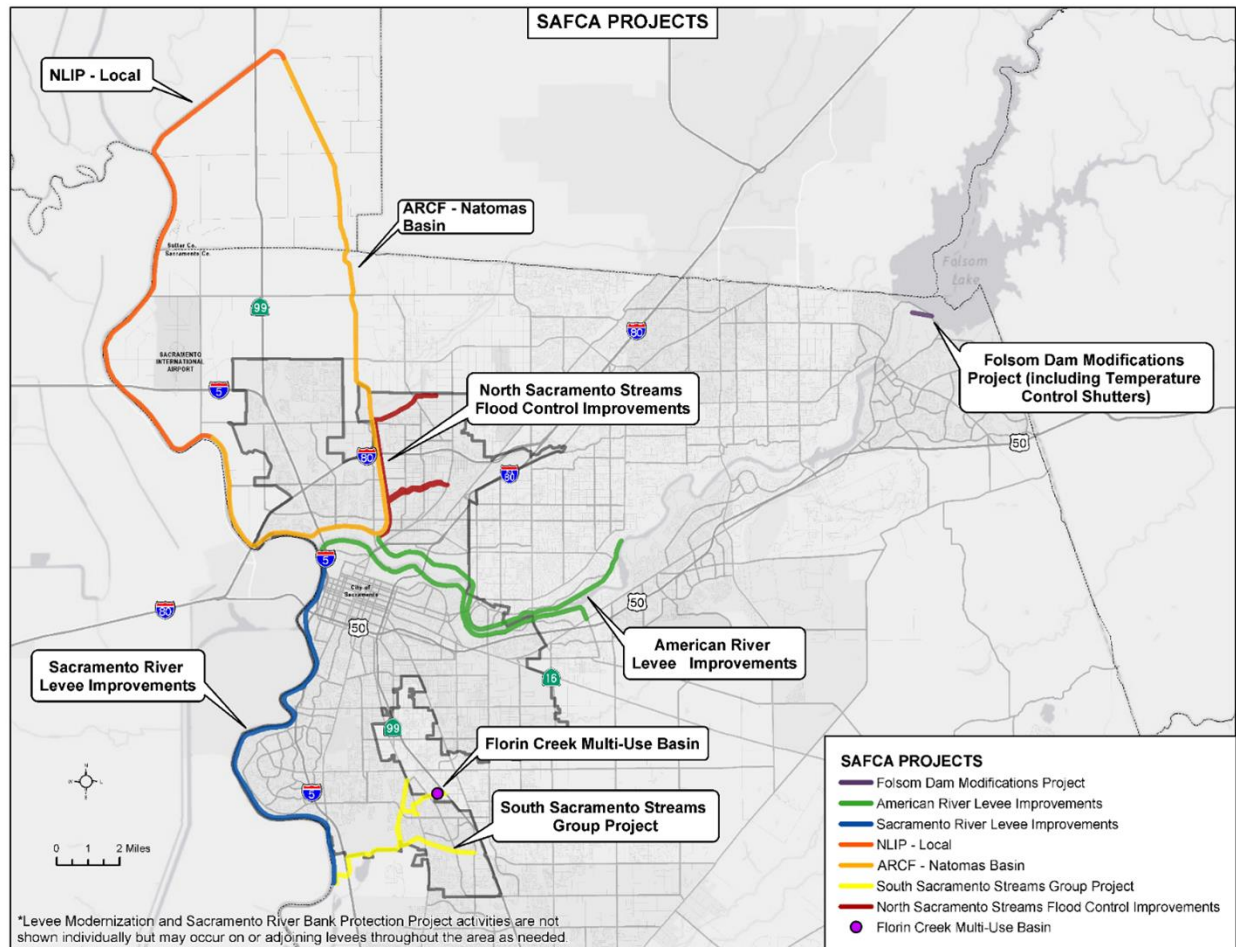 SAFCA PROJECTS
NLIP - Local
ARCF - Natomas
Basin
Sutter Co.
Sacramento Co.
Folsom
Lake
99
80
SACRAMENTO
INTERNATIONAL
AIRPORT
5
Folsom Dam Modifications
Project (including Temperature
Control Shutters)
North Sacramento Streams
Flood Control Improvements
50
80
80
5
City of
Sacramento
80
50
50
American River
Levee Improvements
Sacramento River
Levee Improvements
16
99
Florin Creek Multi-Use Basin
5
South Sacramento Streams
Group Project
N
W
E
S
0 1 2 Miles
SAFCA PROJECTS
Folsom Dam Modifications Project
American River Levee Improvements
Sacramento River Levee Improvements
NLIP - Local
ARCF - Natomas Basin
South Sacramento Streams Group Project
North Sacramento Streams Flood Control Improvements
Florin Creek Multi-Use Basin
*Levee Modernization and Sacramento River Bank Protection Project activities are not
shown individually but may occur on or adjoining levees throughout the area as needed.